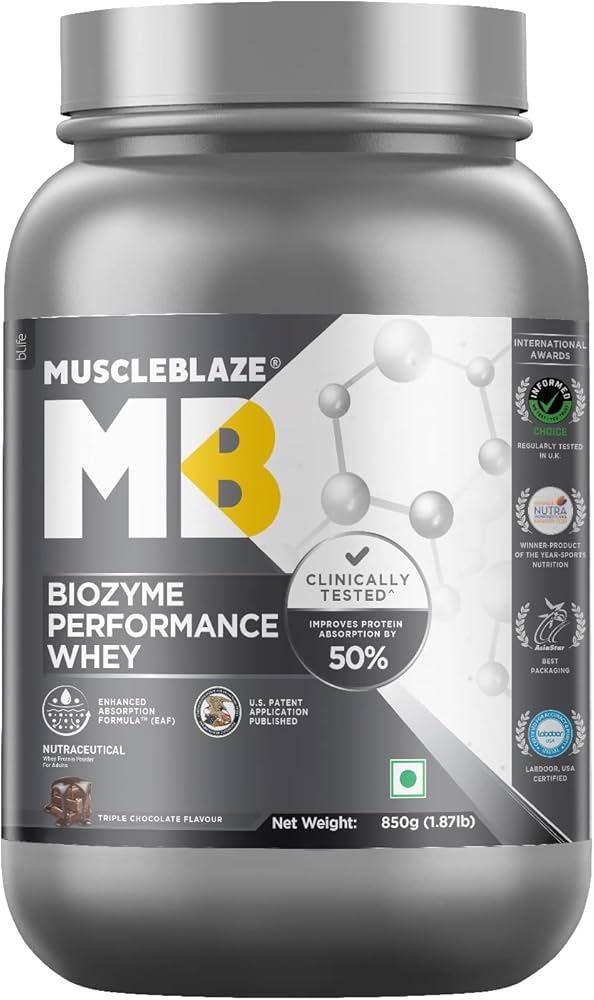 bLife
MUSCLEBLAZE®
MB
BIOZYME
PERFORMANCE
WHEY
CLINICALLY
TESTED^
IMPROVES PROTEIN
ABSORPTION BY
50%
ENHANCED
ABSORPTION
FORMULA™ (EAF)
U.S. PATENT
APPLICATION
PUBLISHED
NUTRACEUTICAL
Whey Protein Powder
For Adults
TRIPLE CHOCOLATE FLAVOUR
Net Weight: 850g (1.87lb)
INTERNATIONAL
AWARDS
INFORMED
CHOICE
REGULARLY TESTED
IN U.K.
NUTRA
WINNER-PRODUCT
OF THE YEAR-SPORTS
NUTRITION
AsiaStar
BEST
PACKAGING
labdoor
USA
LABDOOR, USA
CERTIFIED